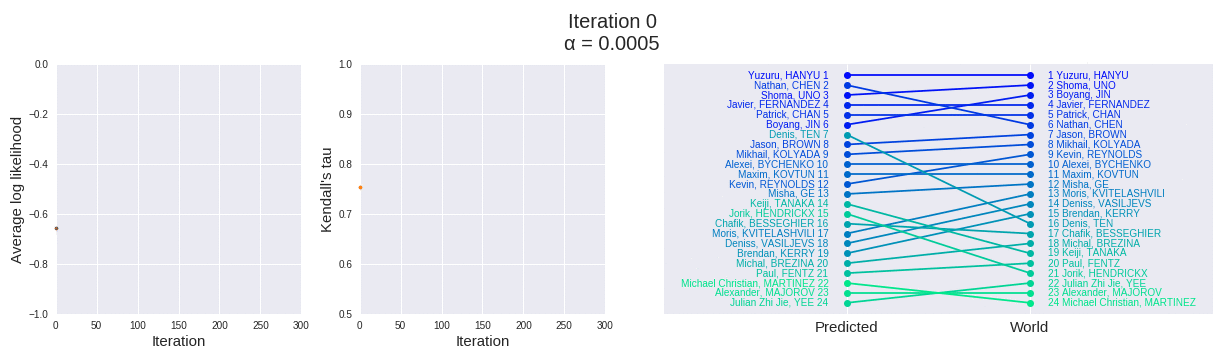 Iteration 0
α = 0.0005
Average log likelihood
0.0
−0.2
−0.4
−0.6
−0.8
−1.0
0 50 100 150 200 250 300
Iteration
Kendall's tau
1.0
0.9
0.8
0.7
0.6
0.5
0 50 100 150 200 250 300
Iteration
Yuzuru, HANYU 1
Nathan, CHEN 2
Shoma, UNO 3
Javier, FERNANDEZ 4
Patrick, CHAN 5
Boyang, JIN 6
Denis, TEN 7
Jason, BROWN 8
Mikhail, KOLYADA 9
Alexei, BYCHENKO 10
Maxim, KOVTUN 11
Kevin, REYNOLDS 12
Misha, GE 13
Keiji, TANAKA 14
Jorik, HENDRICKX 15
Chafik, BESSEGHIER 16
Moris, KVITELASHVILI 17
Deniss, VASILJEVS 18
Brendan, KERRY 19
Michal, BREZINA 20
Paul, FENTZ 21
Michael Christian, MARTINEZ 22
Alexander, MAJOROV 23
Julian Zhi Jie, YEE 24
1 Yuzuru, HANYU
2 Shoma, UNO
3 Boyang, JIN
4 Javier, FERNANDEZ
5 Patrick, CHAN
6 Nathan, CHEN
7 Jason, BROWN
8 Mikhail, KOLYADA
9 Kevin, REYNOLDS
10 Alexei, BYCHENKO
11 Maxim, KOVTUN
12 Misha, GE
13 Moris, KVITELASHVILI
14 Deniss, VASILJEVS
15 Brendan, KERRY
16 Denis, TEN
17 Chafik, BESSEGHIER
18 Michal, BREZINA
19 Keiji, TANAKA
20 Paul, FENTZ
21 Jorik, HENDRICKX
22 Julian Zhi Jie, YEE
23 Alexander, MAJOROV
24 Michael Christian, MARTINEZ
Predicted
World